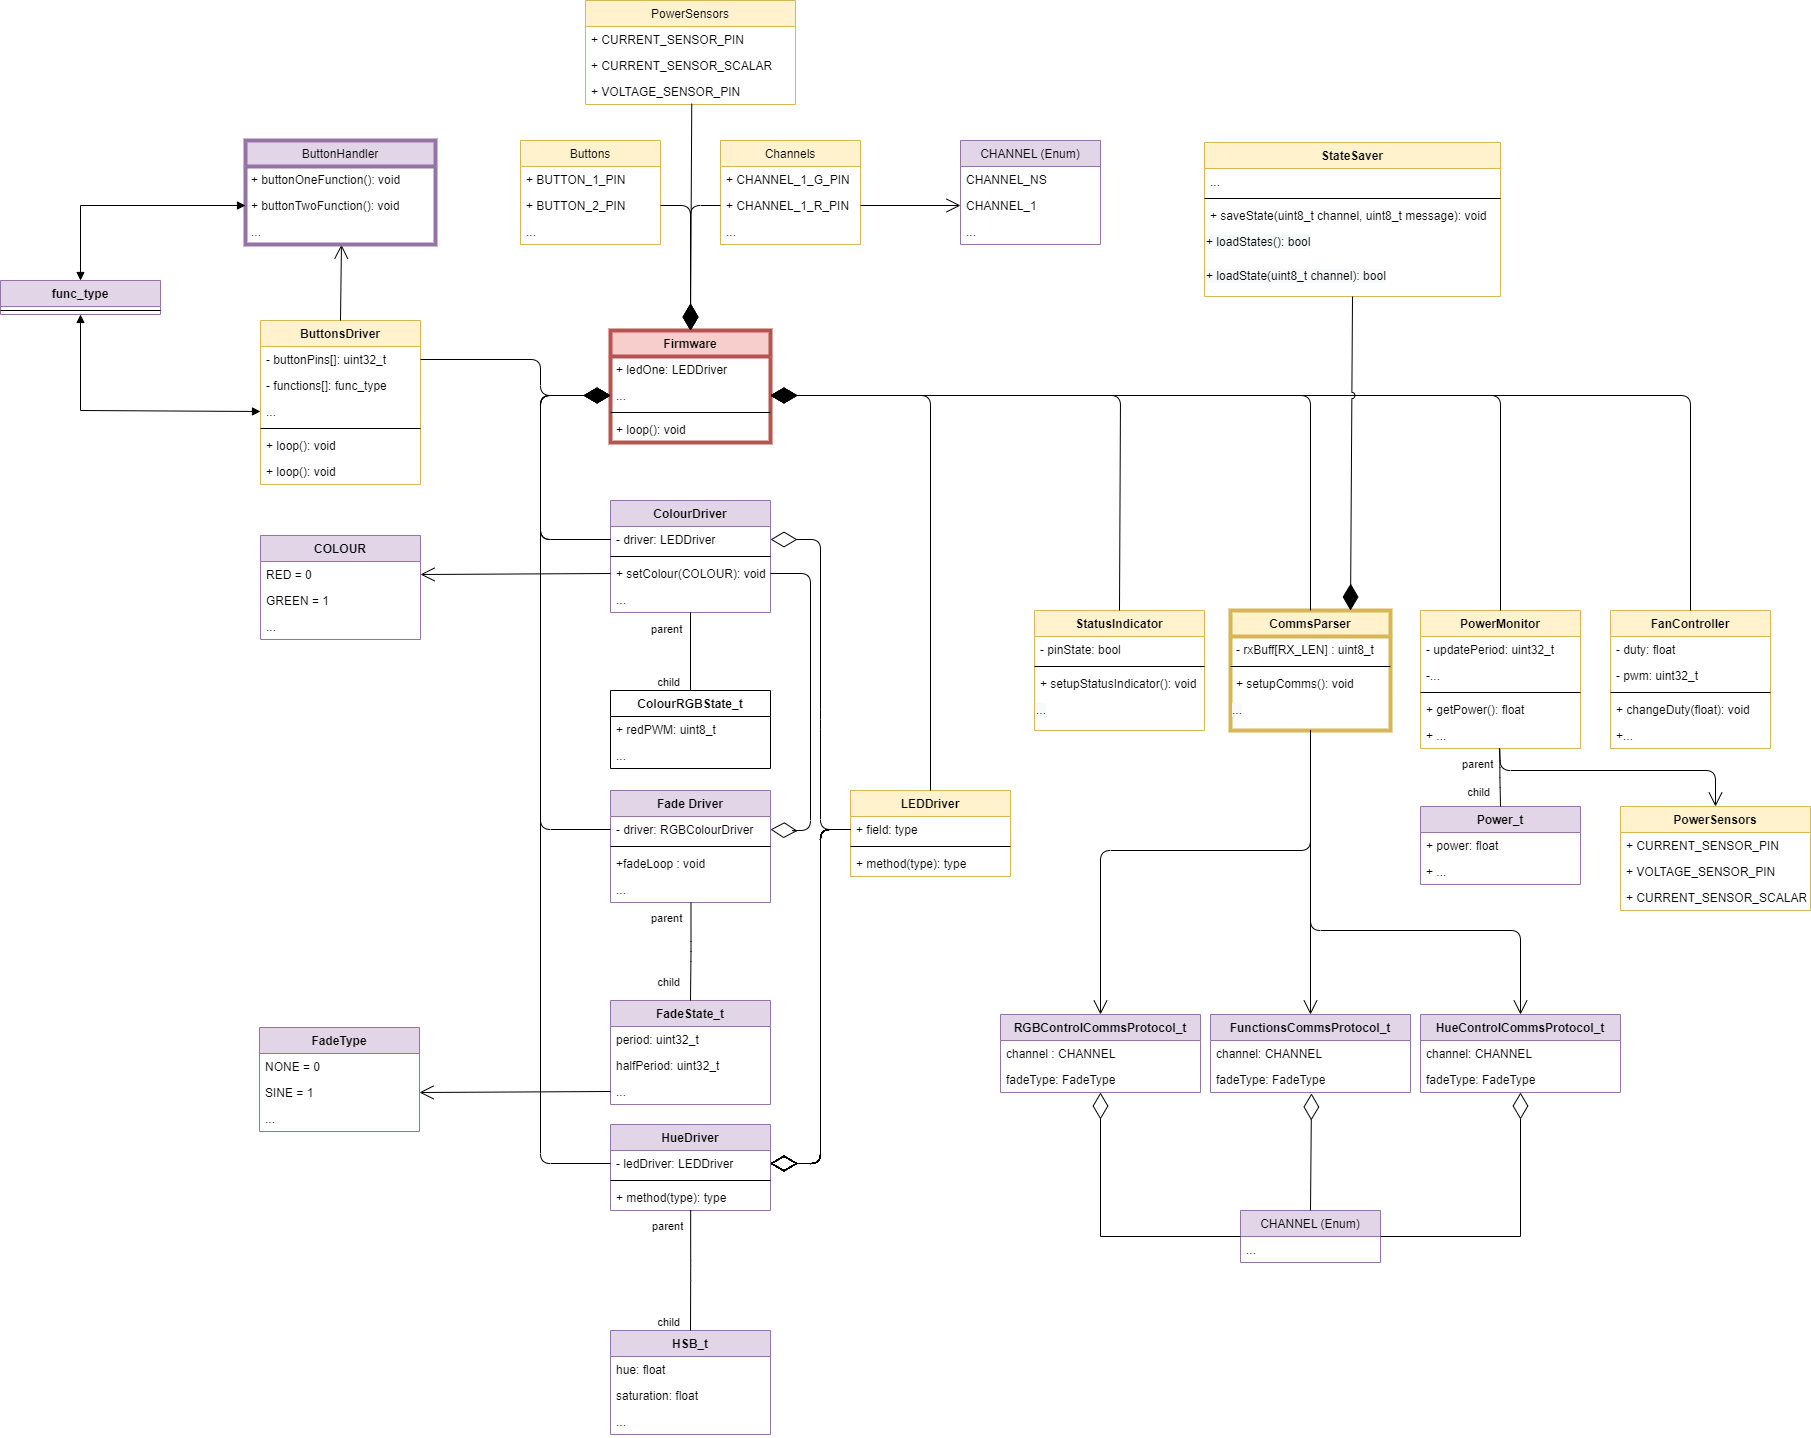 PowerSensors
+ CURRENT_SENSOR_PIN
+ CURRENT_SENSOR_SCALAR
+ VOLTAGE_SENSOR_PIN
ButtonHandler
+ buttonOneFunction(): void
+ buttonTwoFunction(): void
...
Buttons
+ BUTTON_1_PIN
+ BUTTON_2_PIN
...
Channels
+ CHANNEL_1_G_PIN
+ CHANNEL_1_R_PIN
...
CHANNEL (Enum)
CHANNEL_NS
CHANNEL_1
...
StateSaver
...
+ saveState(uint8_t channel, uint8_t message): void
+ loadStates(): bool
+ loadState(uint8_t channel): bool
func_type
ButtonsDriver
- buttonPins[]: uint32_t
- functions[]: func_type
...
+ loop(): void
+ loop(): void
Firmware
+ ledOne: LEDDriver
...
+ loop(): void
ColourDriver
- driver: LEDDriver
+ setColour(COLOUR): void
...
COLOUR
RED = 0
GREEN = 1
...
parent
child
ColourRGBState_t
+ redPWM: uint8_t
...
StatusIndicator
- pinState: bool
+ setupStatusIndicator(): void
...
CommsParser
- rxBuff[RX_LEN] : uint8_t
+ setupComms(): void
...
PowerMonitor
- updatePeriod: uint32_t
-...
+ getPower(): float
+ ...
FanController
- duty: float
- pwm: uint32_t
+ changeDuty(float): void
+...
parent
child
Fade Driver
- driver: RGBColourDriver
+fadeLoop : void
...
LEDDriver
+ field: type
+ method(type): type
Power_t
+ power: float
+ ...
PowerSensors
+ CURRENT_SENSOR_PIN
+ VOLTAGE_SENSOR_PIN
+ CURRENT_SENSOR_SCALAR
parent
child
FadeState_t
period: uint32_t
halfPeriod: uint32_t
...
FadeType
NONE = 0
SINE = 1
...
RGBControlCommsProtocol_t
channel : CHANNEL
fadeType: FadeType
FunctionsCommsProtocol_t
channel: CHANNEL
fadeType: FadeType
HueControlCommsProtocol_t
channel: CHANNEL
fadeType: FadeType
HueDriver
- ledDriver: LEDDriver
+ method(type): type
CHANNEL (Enum)
...
parent
child
HSB_t
hue: float
saturation: float
...